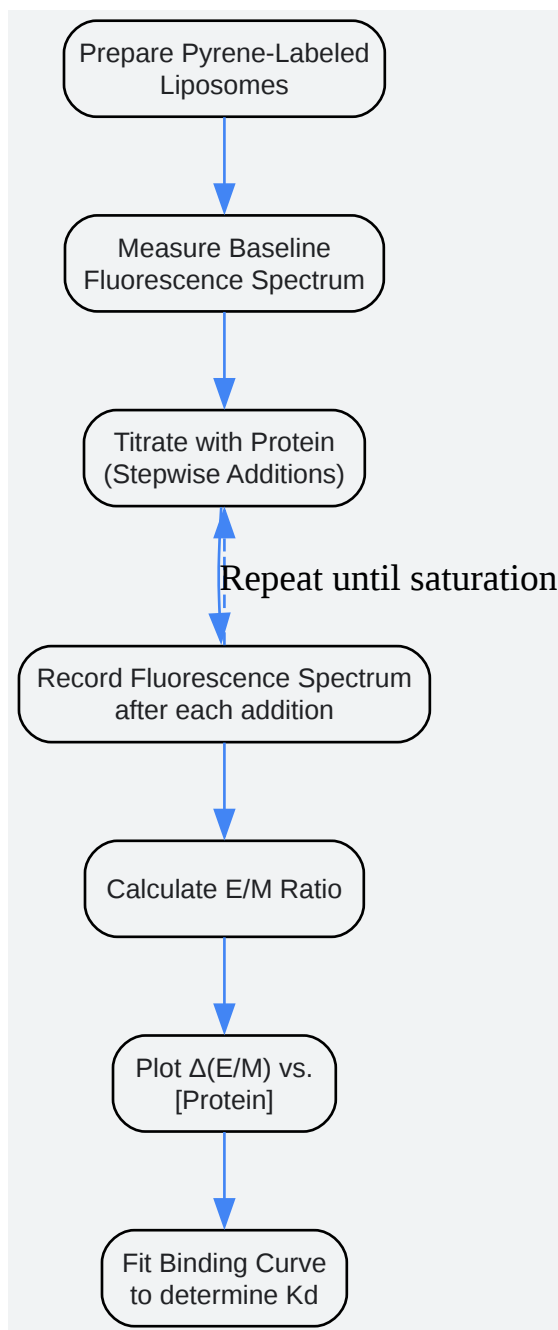 Prepare Pyrene-Labeled
Liposomes
Measure Baseline
Fluorescence Spectrum
Titrate with Protein
(Stepwise Additions)
Repeat until saturation
Record Fluorescence Spectrum
after each addition
Calculate E/M Ratio
Plot Δ(E/M) vs.
[Protein]
Fit Binding Curve
to determine Kd